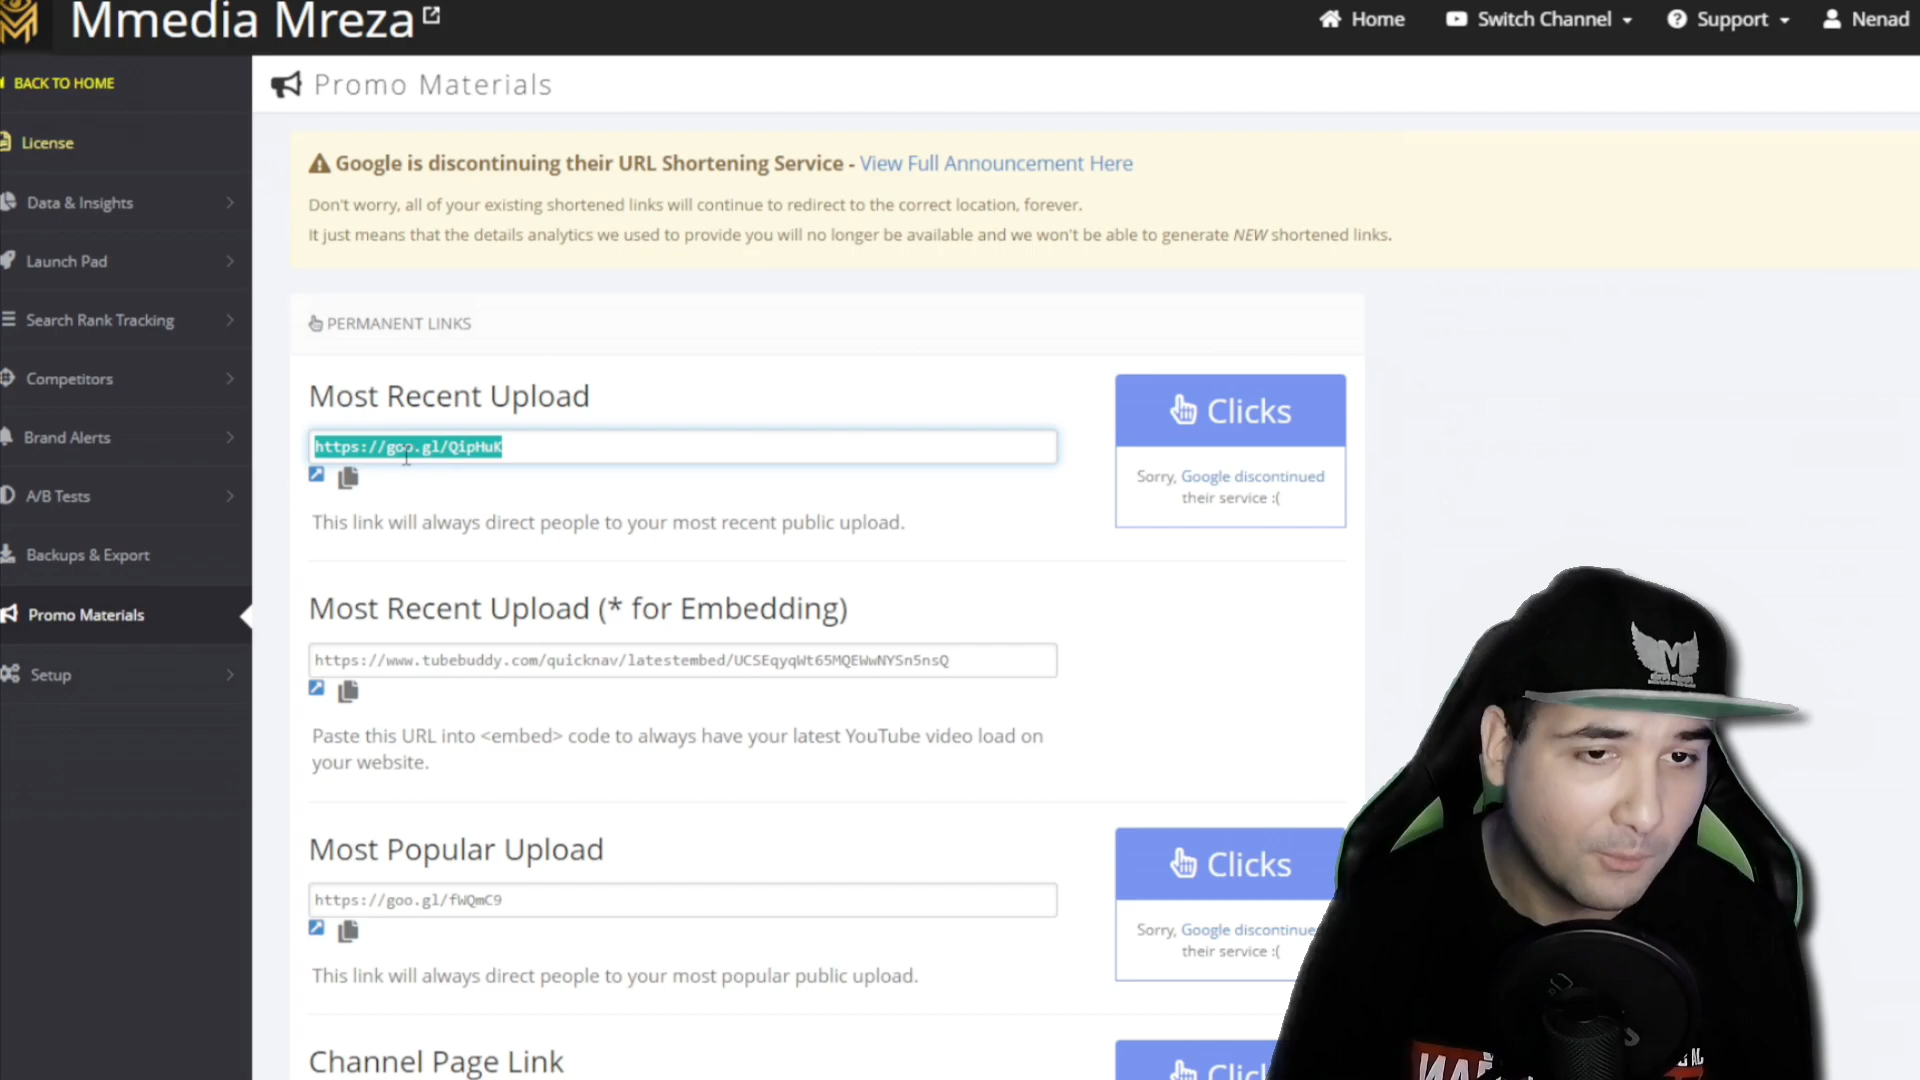 Mmedia Mreza
Home
Switch Channel
Support
Nenad
BACK TO HOME
License
Data & Insights
Launch Pad
Search Rank Tracking
Competitors
Brand Alerts
A/B Tests
Backups & Export
Promo Materials
Setup
Promo Materials
Google is discontinuing their URL Shortening Service - View Full Announcement Here
Don't worry, all of your existing shortened links will continue to redirect to the correct location, forever.
It just means that the details analytics we used to provide you will no longer be available and we won't be able to generate NEW shortened links.
PERMANENT LINKS
Most Recent Upload
https://goo.gl/QipHuK
This link will always direct people to your most recent public upload.
Clicks
Sorry, Google discontinued
their service :(
Most Recent Upload (* for Embedding)
https://www.tubebuddy.com/quicknav/latestembed/UCSEqyqWt65MQEWwNYSn5nsQ
Paste this URL into <embed> code to always have your latest YouTube video load on
your website.
Most Popular Upload
https://goo.gl/fWQmC9
This link will always direct people to your most popular public upload.
Clicks
Sorry, Google discontinue
their service :(
Channel Page Link
Clic